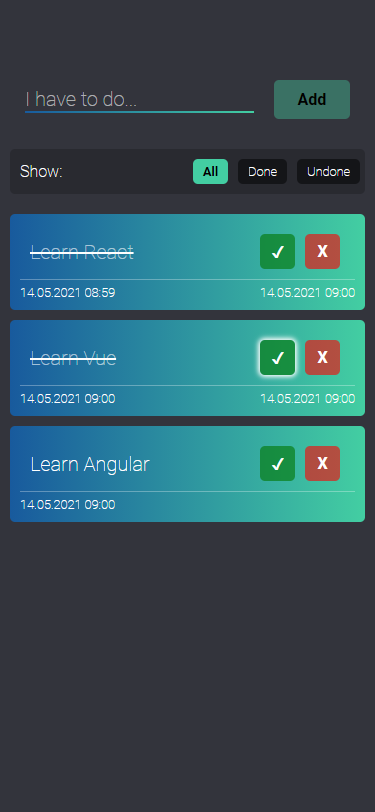 I have to do... Add
Show: All Done Undone
Learn React ✓ X
14.05.2021 08:59 14.05.2021 09:00
Learn Vue ✓ X
14.05.2021 09:00 14.05.2021 09:00
Learn Angular ✓ X
14.05.2021 09:00